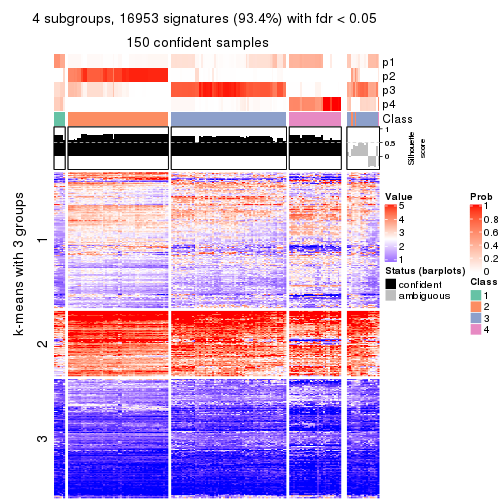 4 subgroups, 16953 signatures (93.4%) with fdr < 0.05
150 confident samples
p1
p2
p3
p4
Class
1
0.5
0
Silhouette
score
k-means with 3 groups
1
2
3
Value
5
4
3
2
1
Prob
1
0.8
0.6
0.4
0.2
0
Status (barplots)
confident
ambiguous
Class
1
2
3
4